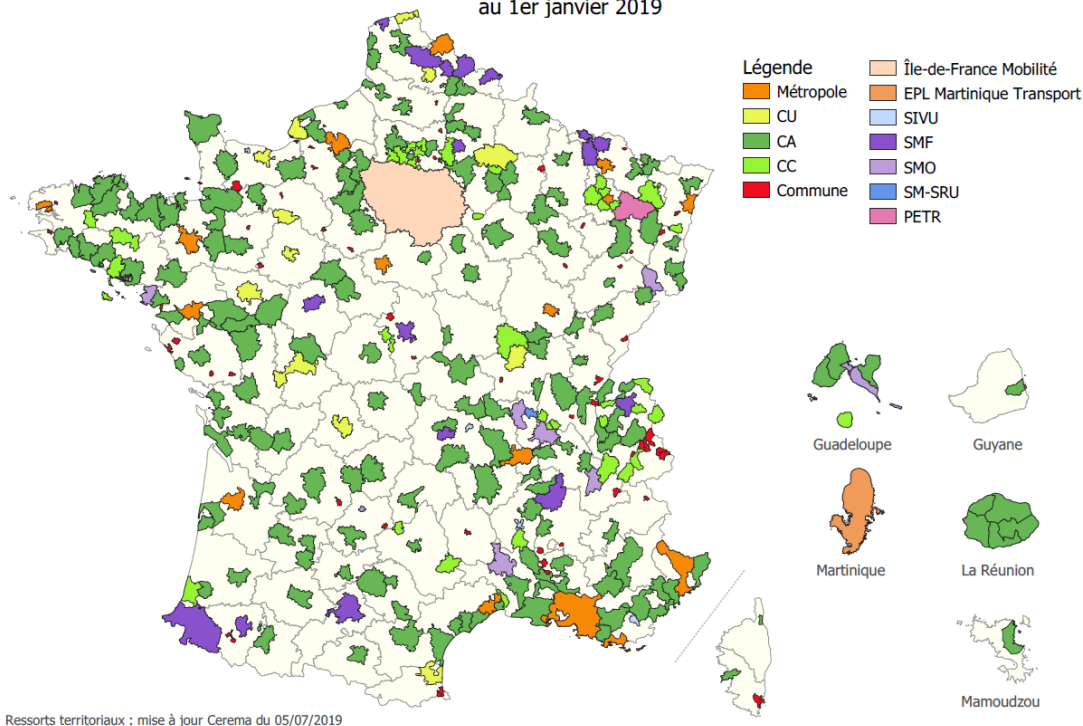 au 1er janvier 2019
Légende
Métropole
CU
CA
CC
Commune
Île-de-France Mobilité
EPL Martinique Transport
SIVU
SMF
SMO
SM-SRU
PETR
Guadeloupe
Guyane
Martinique
La Réunion
Mamoudzou
Ressorts territoriaux : mise à jour Cerema du 05/07/2019